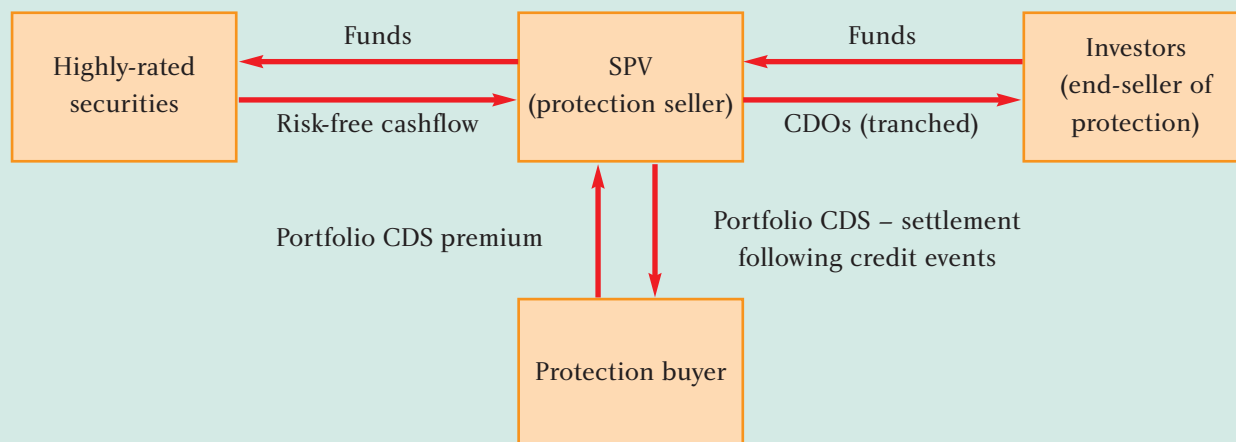 Highly-rated
securities
Funds
Risk-free cashflow
SPV
(protection seller)
Funds
CDOs (tranched)
Investors
(end-seller of
protection)
Portfolio CDS premium
Portfolio CDS – settlement
following credit events
Protection buyer